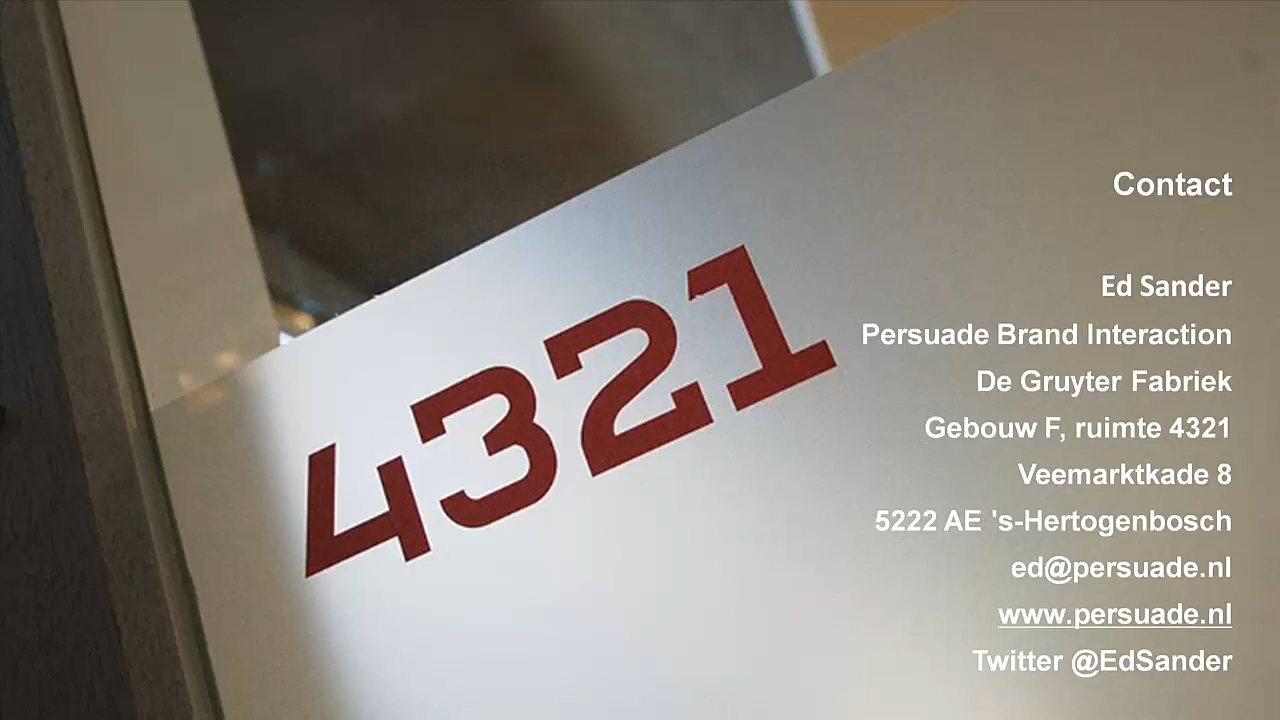 4321
Contact
Ed Sander
Persuade Brand Interaction
De Gruyter Fabriek
Gebouw F, ruimte 4321
Veemarktkade 8
5222 AE 's-Hertogenbosch
ed@persuade.nl
www.persuade.nl
Twitter @EdSander